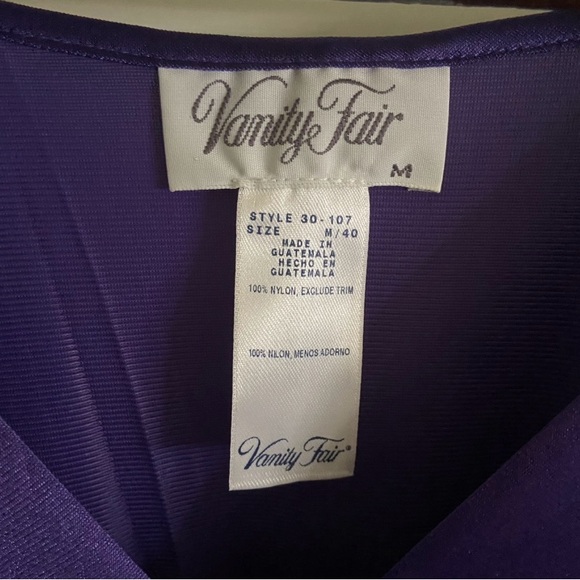 Vanity Fair
M
STYLE 30-107
SIZE M/40
MADE IN
GUATEMALA
HECHO EN
GUATEMALA
100% NYLON, EXCLUDE TRIM
100% NILON, MENOS ADORNO
Vanity Fair®